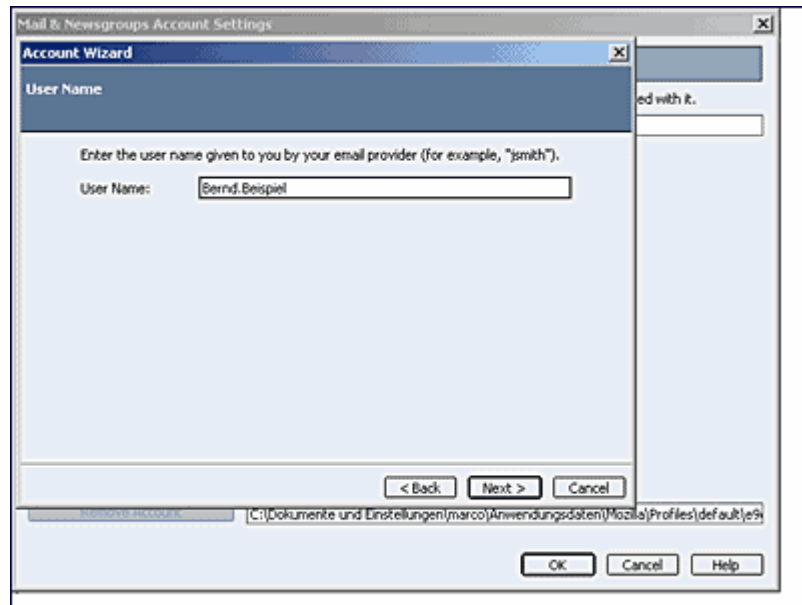 Mail & Newsgroups Account Settings
Account Wizard
User Name
ed with it.
Enter the user name given to you by your email provider (for example, "jsmith").
User Name: Bernd.Beispiel
< Back Next > Cancel
Remove Account C:\Dokumente und Einstellungen\marco\Anwendungsdaten\Mozilla\Profiles\default\e9
OK Cancel Help